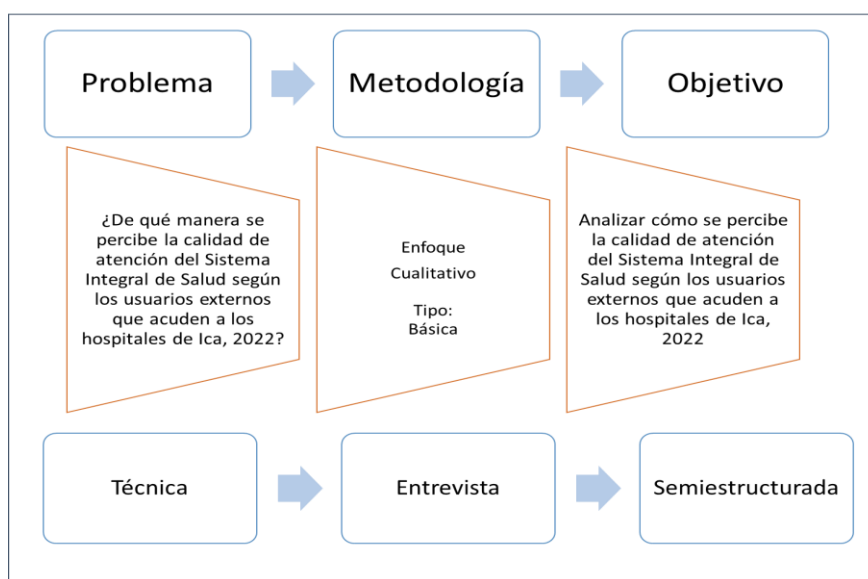 Problema
Metodología
Objetivo
¿De qué manera se
percibe la calidad de
atención del Sistema
Integral de Salud según
los usuarios externos
que acuden a los
hospitales de Ica, 2022?
Enfoque
Cualitativo
Tipo:
Básica
Analizar cómo se percibe
la calidad de atención
del Sistema Integral de
Salud según los usuarios
externos que acuden a
los hospitales de Ica,
2022
Técnica
Entrevista
Semiestructurada